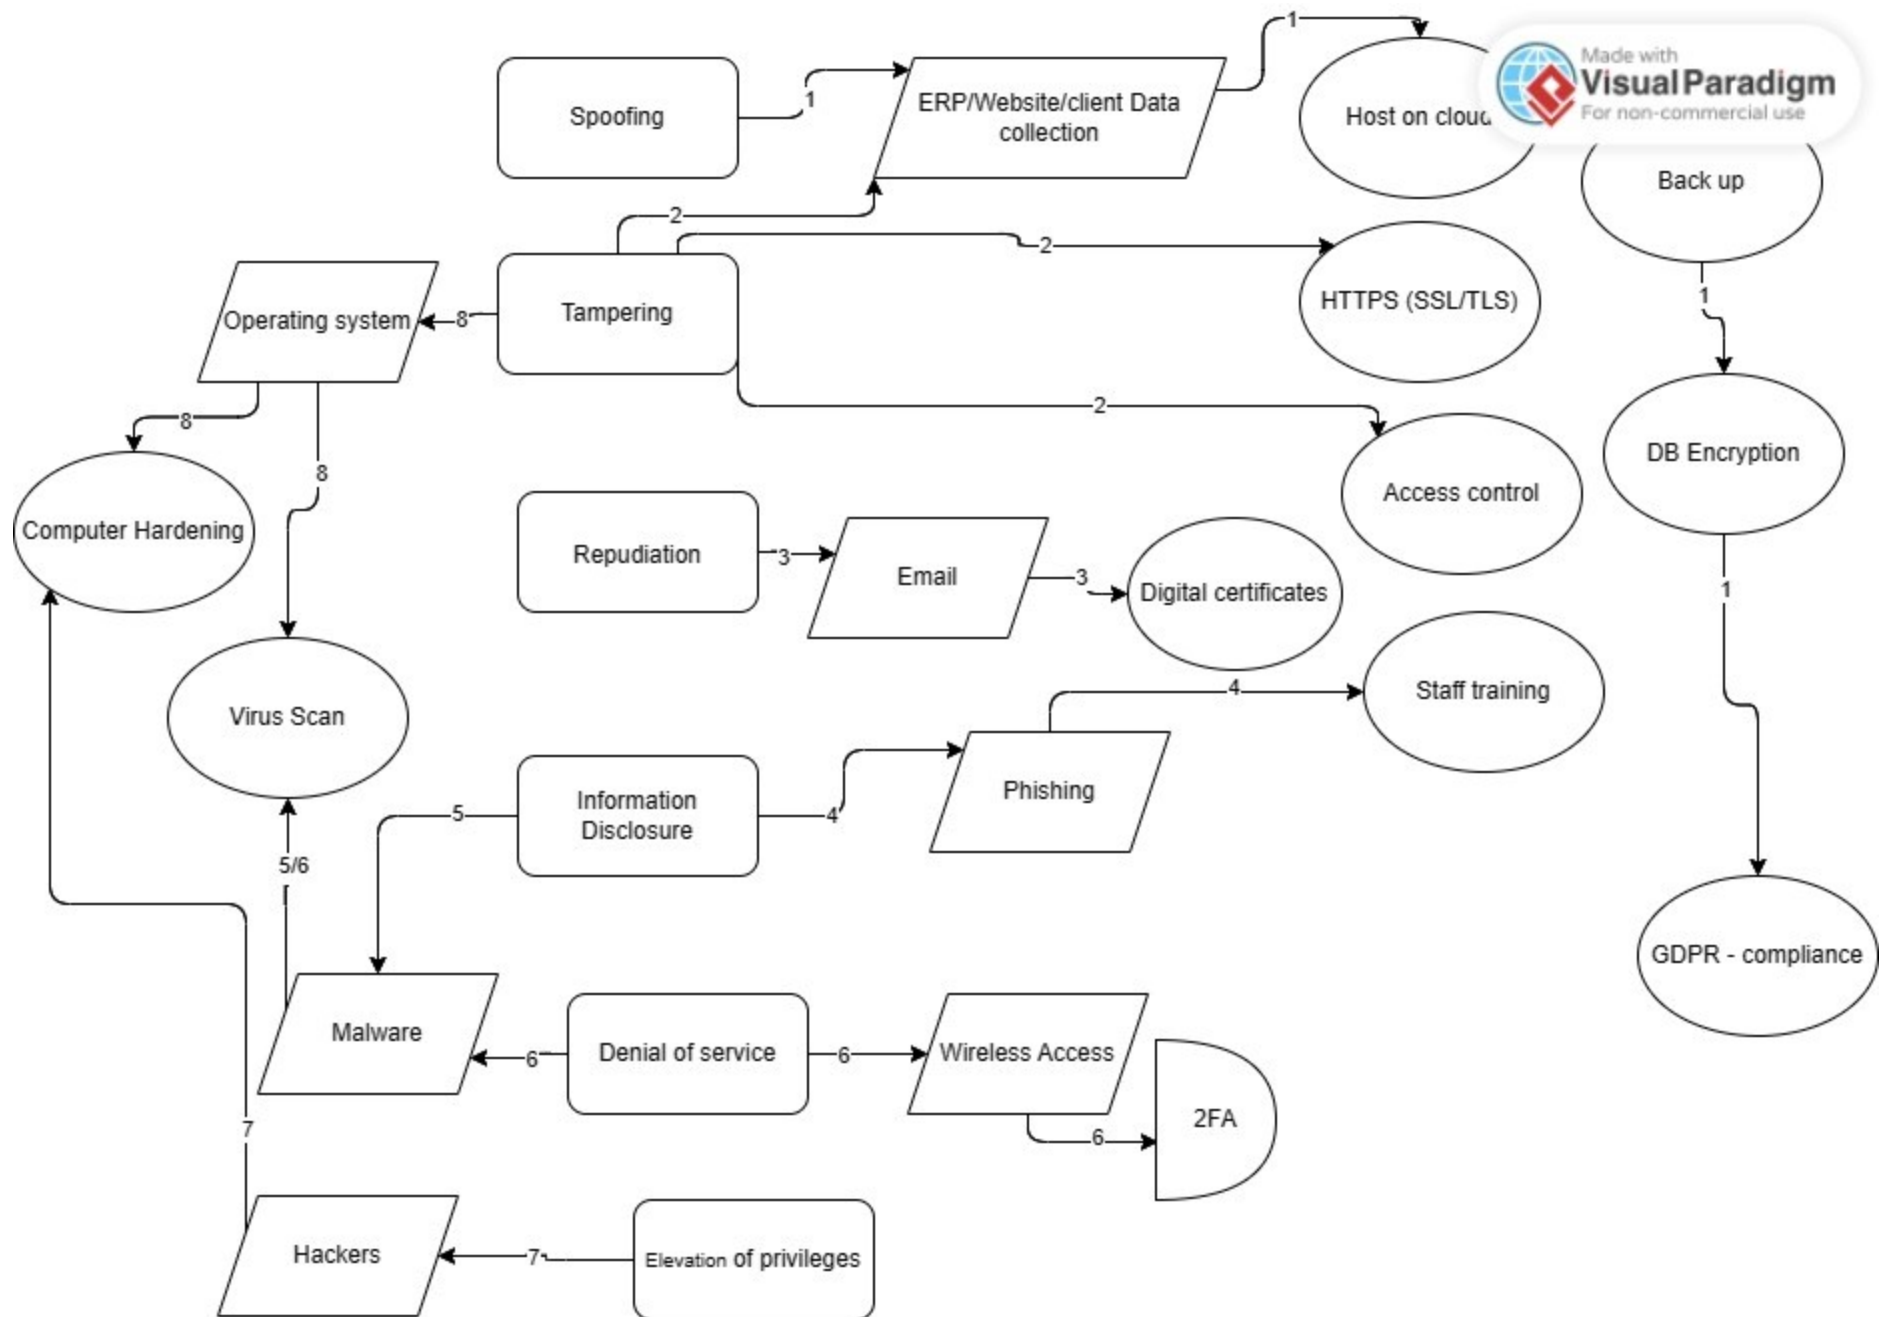 1
Made with
Visual Paradigm
For non-commercial use
Spoofing
1
ERP/Website/client Data
collection
Host on cloud
Back up
2
2
HTTPS (SSL/TLS)
1
Operating system
8
Tampering
2
8
8
DB Encryption
Access control
Computer Hardening
Repudiation
3
Email
3
Digital certificates
1
Virus Scan
4
Staff training
Information
Disclosure
5
4
Phishing
5/6
GDPR - compliance
Malware
6
Denial of service
6
Wireless Access
2FA
6
7
Hackers
7
Elevation of privileges